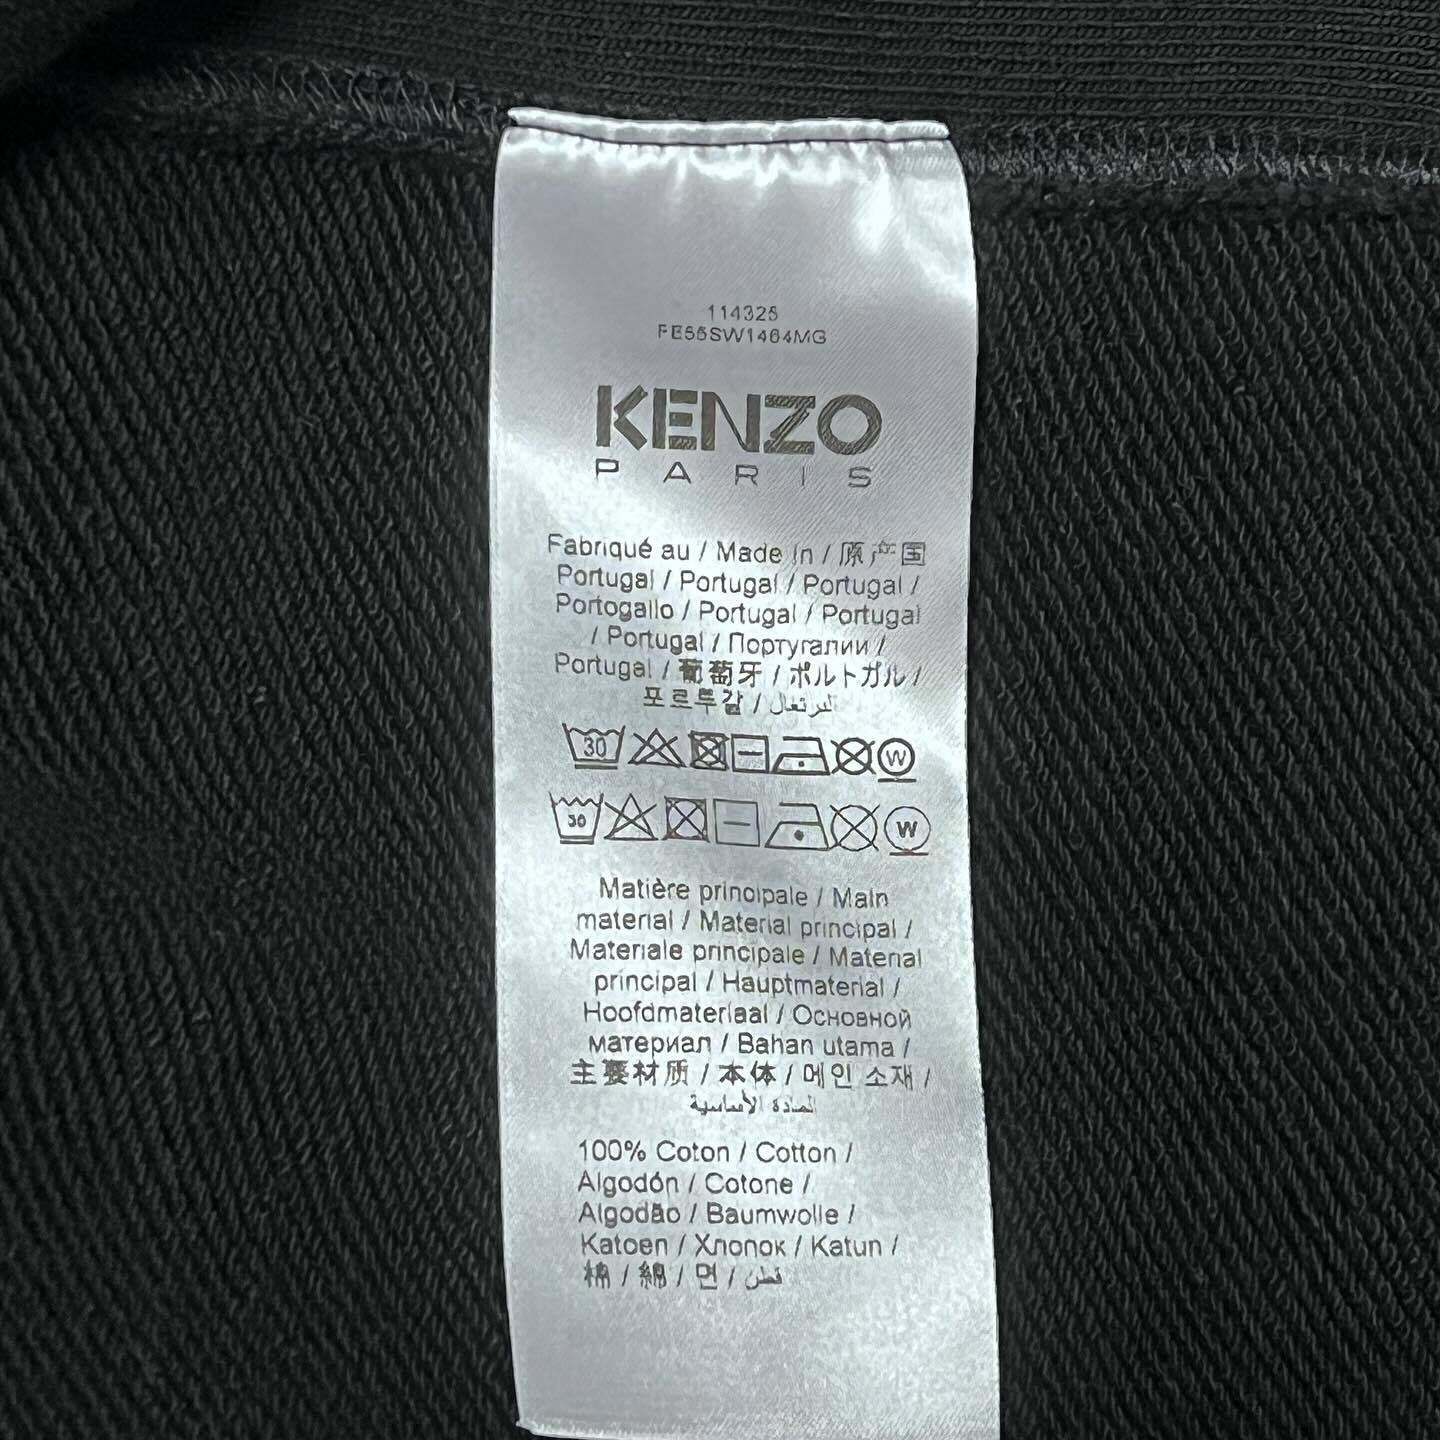 114325
FE55SW1464MG
KENZO
PARIS
Fabriqué au / Made in / 原产国
Portugal / Portugal / Portugal /
Portogallo / Portugal / Portugal
/ Portugal / Португалии /
Portugal / 葡萄牙 / ポルトガル /
포르투갈 / البرتغال
30
W
30
W
Matière principale / Main
material / Material principal /
Materiale principale / Material
principal / Hauptmaterial /
Hoofdmateriaal / Основной
материал / Bahan utama /
主要材质 / 本体 / 메인 소재 /
المادة الأساسية
100% Coton / Cotton /
Algodón / Cotone /
Algodão / Baumwolle /
Katoen / Хлопок / Katun /
棉 / 綿 / 면 / قطن